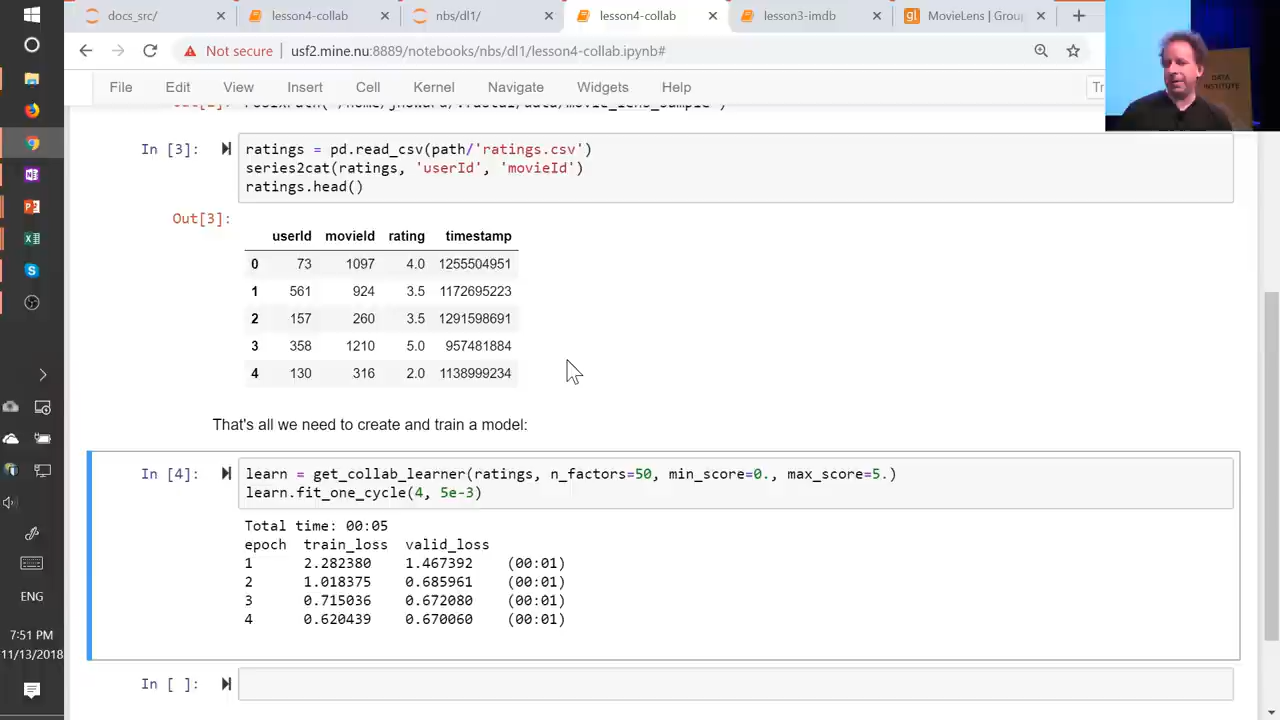 docs_src/
lesson4-collab
nbs/dl1/
lesson4-collab
lesson3-imdb
MovieLens | Grou
Not secure | usf2.mine.nu:8889/notebooks/nbs/dl1/lesson4-collab.ipynb#
File Edit View Insert Cell Kernel Navigate Widgets Help Tr
DATA
INSTITUTE
In [3]: ratings = pd.read_csv(path/'ratings.csv')
series2cat(ratings, 'userId', 'movieId')
ratings.head()
Out[3]:
userId movieId rating timestamp
0 73 1097 4.0 1255504951
1 561 924 3.5 1172695223
2 157 260 3.5 1291598691
3 358 1210 5.0 957481884
4 130 316 2.0 1138999234
That's all we need to create and train a model:
In [4]: learn = get_collab_learner(ratings, n_factors=50, min_score=0., max_score=5.)
learn.fit_one_cycle(4, 5e-3)
Total time: 00:05
epoch train_loss valid_loss
1 2.282380 1.467392 (00:01)
2 1.018375 0.685961 (00:01)
3 0.715036 0.672080 (00:01)
4 0.620439 0.670060 (00:01)
In [ ]:
ENG
7:51 PM
11/13/2018